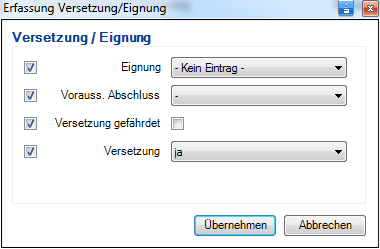 Erfassung Versetzung/Eignung
Versetzung / Eignung
Eignung - Kein Eintrag -
Vorauss. Abschluss -
Versetzung gefährdet
Versetzung ja
Übernehmen Abbrechen